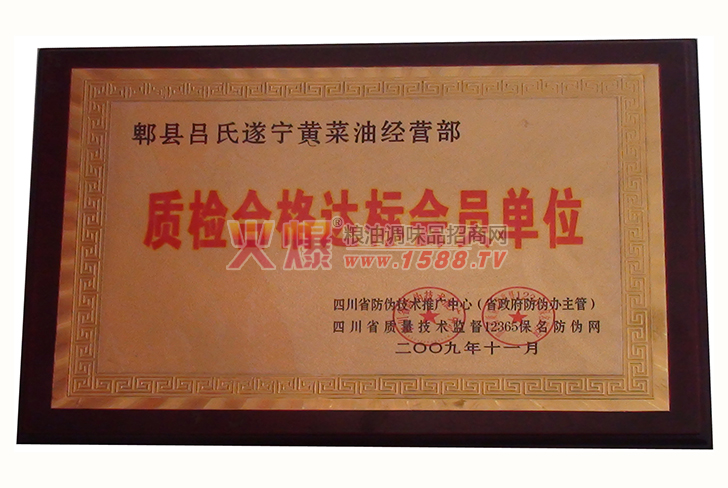 郫县吕氏遂宁黄菜油经营部
质检合格达标会员单位
火爆® 粮油调味品招商网
www.1588.TV
四川省防伪技术推广中心（省政府防伪办主管）
四川省质量技术监督12365保名防伪网
二〇〇九年十一月